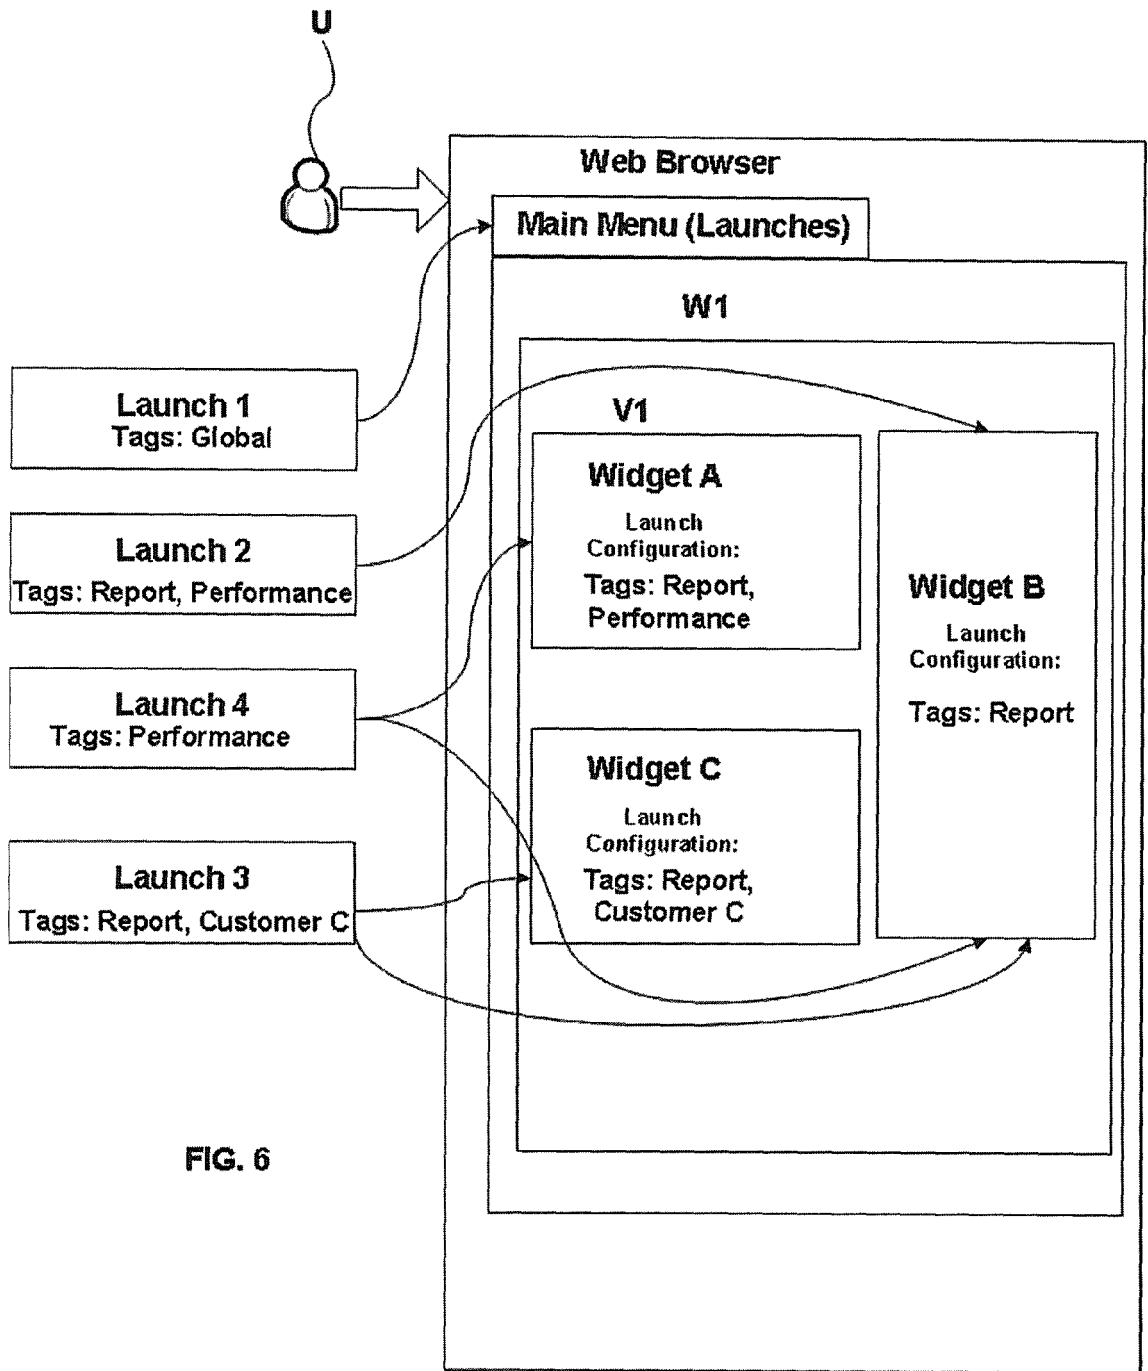 U
Web Browser
Main Menu (Launches)
W1
Launch 1
Tags: Global
Launch 2
Tags: Report, Performance
Launch 4
Tags: Performance
Launch 3
Tags: Report, Customer C
V1
Widget A
Launch
Configuration:
Tags: Report,
Performance
Widget B
Launch
Configuration:
Tags: Report
Widget C
Launch
Configuration:
Tags: Report,
Customer C
FIG. 6